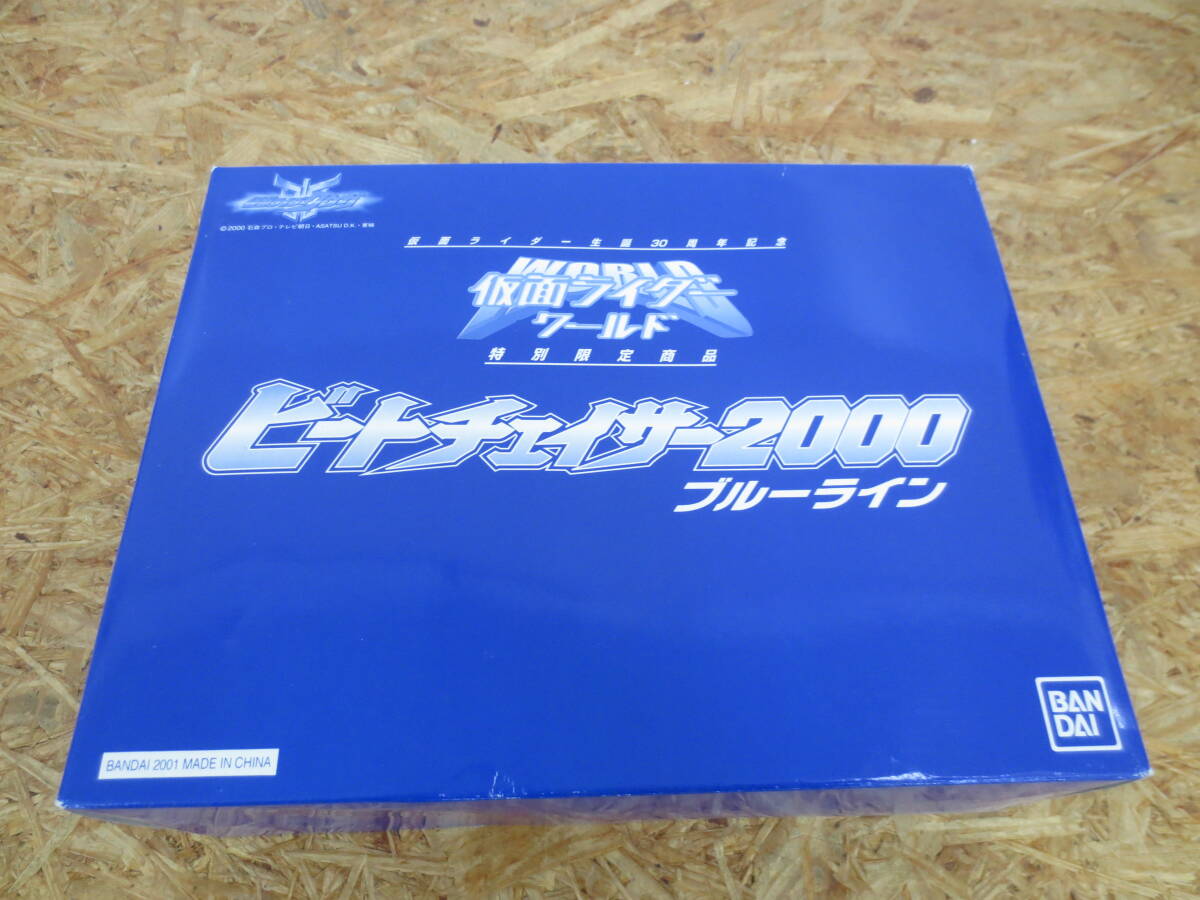 ©2000 石森プロ・テレビ朝日・ASATSU D.K.・東映
仮面ライダー生誕30周年記念
WORLD
仮面ライダー
ワールド
特別限定商品
ビートチェイサー2000
ブルーライン
BAN
DAI
BANDAI 2001 MADE IN CHINA